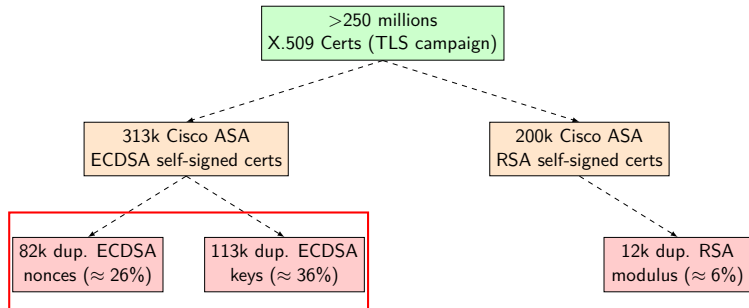 >250 millions
X.509 Certs (TLS campaign)
313k Cisco ASA
ECDSA self-signed certs
200k Cisco ASA
RSA self-signed certs
82k dup. ECDSA
nonces (≈ 26%)
113k dup. ECDSA
keys (≈ 36%)
12k dup. RSA
modulus (≈ 6%)